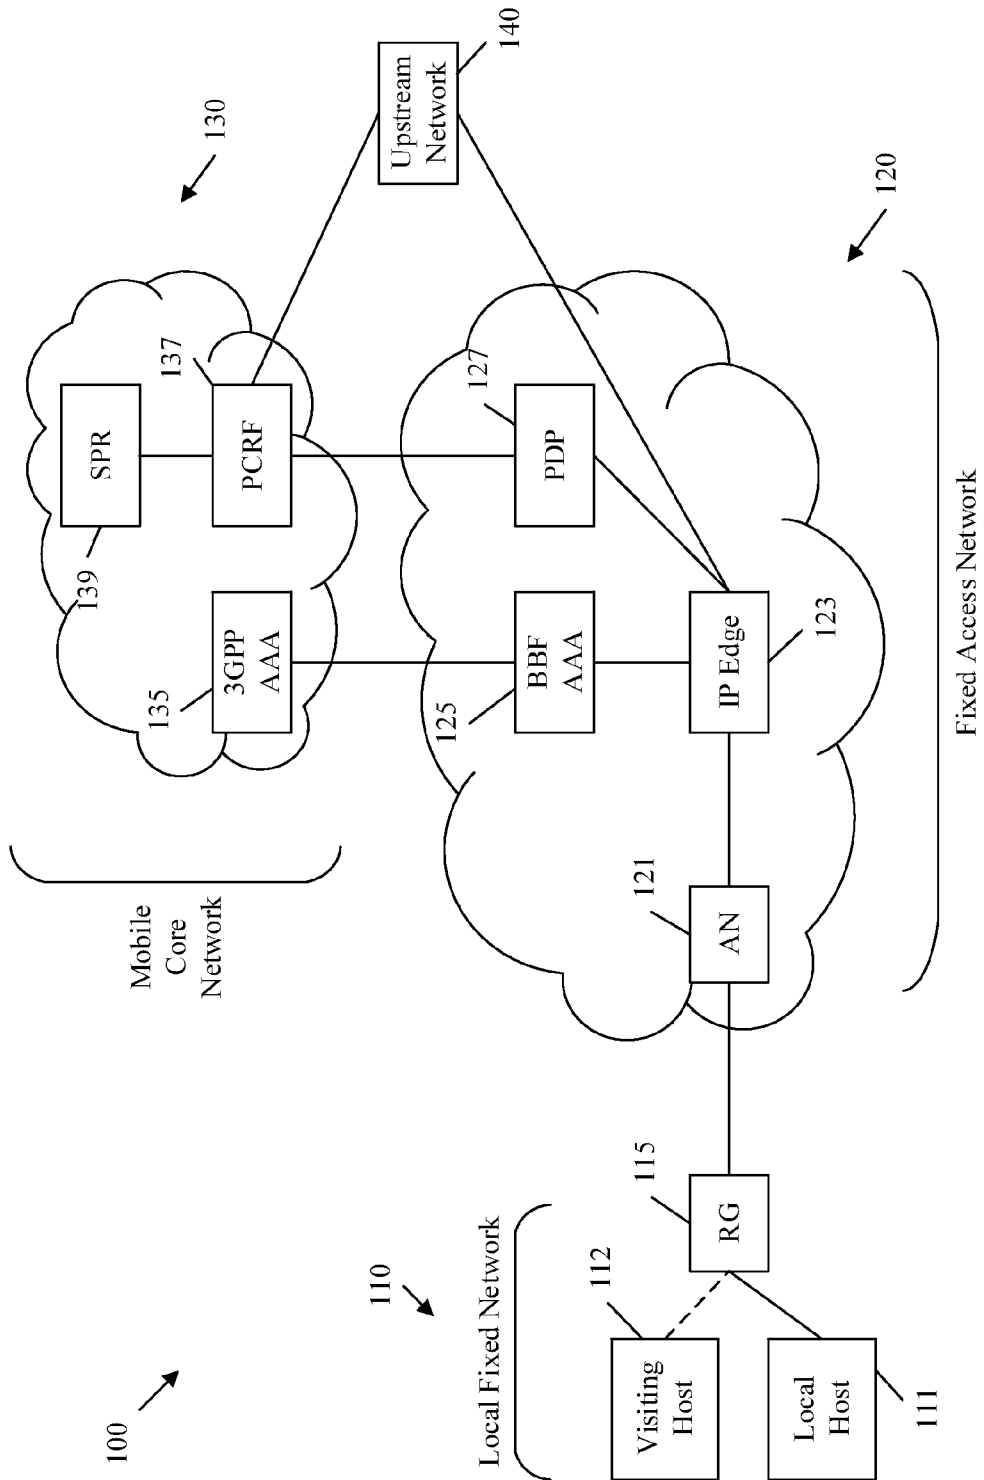 100
110
Local Fixed Network
Visiting
Host
112
Local
Host
111
RG
115
Mobile
Core
Network
130
SPR
139
PCRF
137
3GPP
AAA
135
Upstream
Network
140
120
PDP
127
BBF
AAA
125
IP Edge
123
AN
121
Fixed Access Network